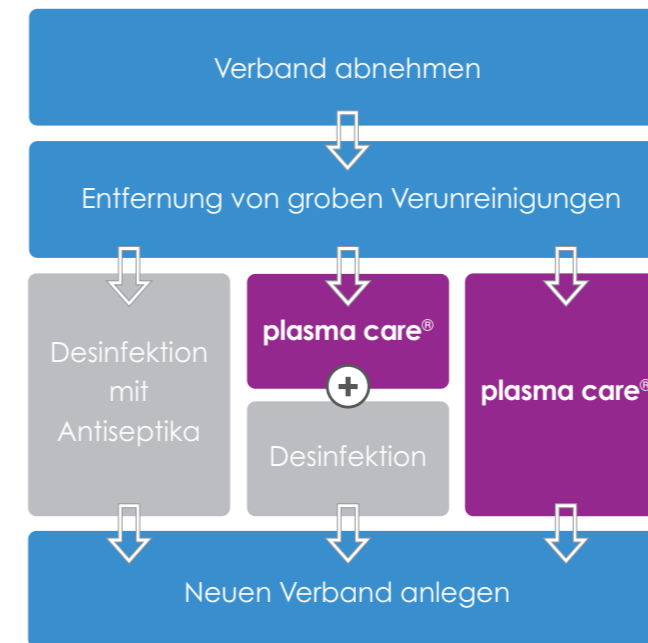 Verband abnehmen
Entfernung von groben Verunreinigungen
Desinfektion
mit
Antiseptika
plasma care®
+
Desinfektion
plasma care®
Neuen Verband anlegen